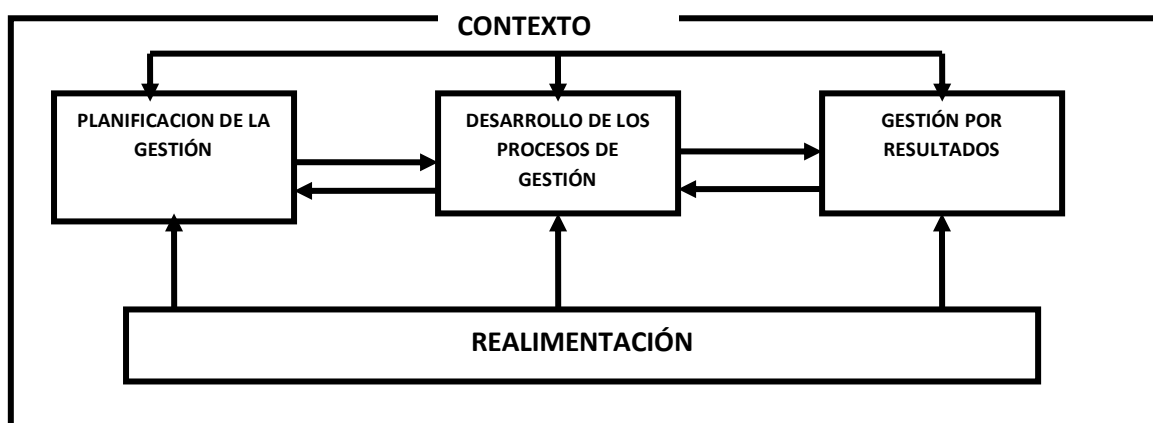 CONTEXTO
PLANIFICACION DE LA
GESTIÓN
DESARROLLO DE LOS
PROCESOS DE
GESTIÓN
GESTIÓN POR
RESULTADOS
REALIMENTACIÓN